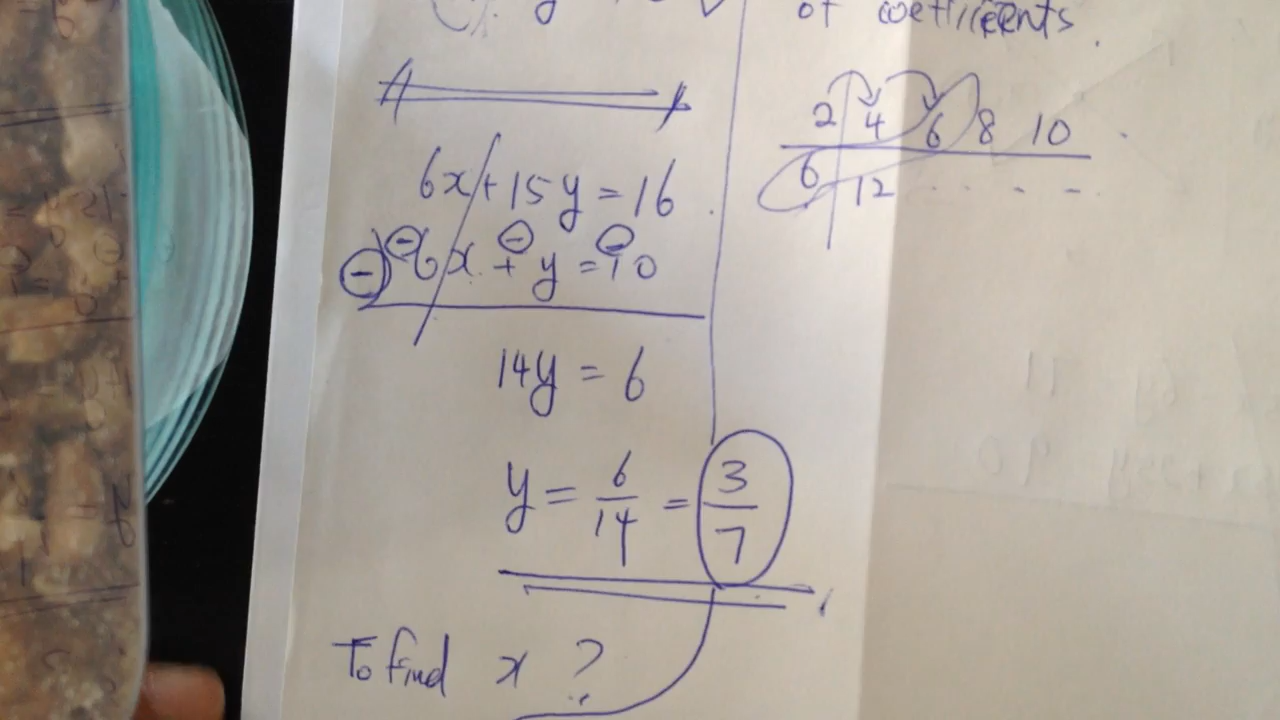 of coefficients.
2 4 6 8 10
6 12 . . - -
6x + 15y = 16
⊖) ⊖ ⊖ ⊖
6x + y = 10
14y = 6
y = 6/14 = 3/7
To find x ?